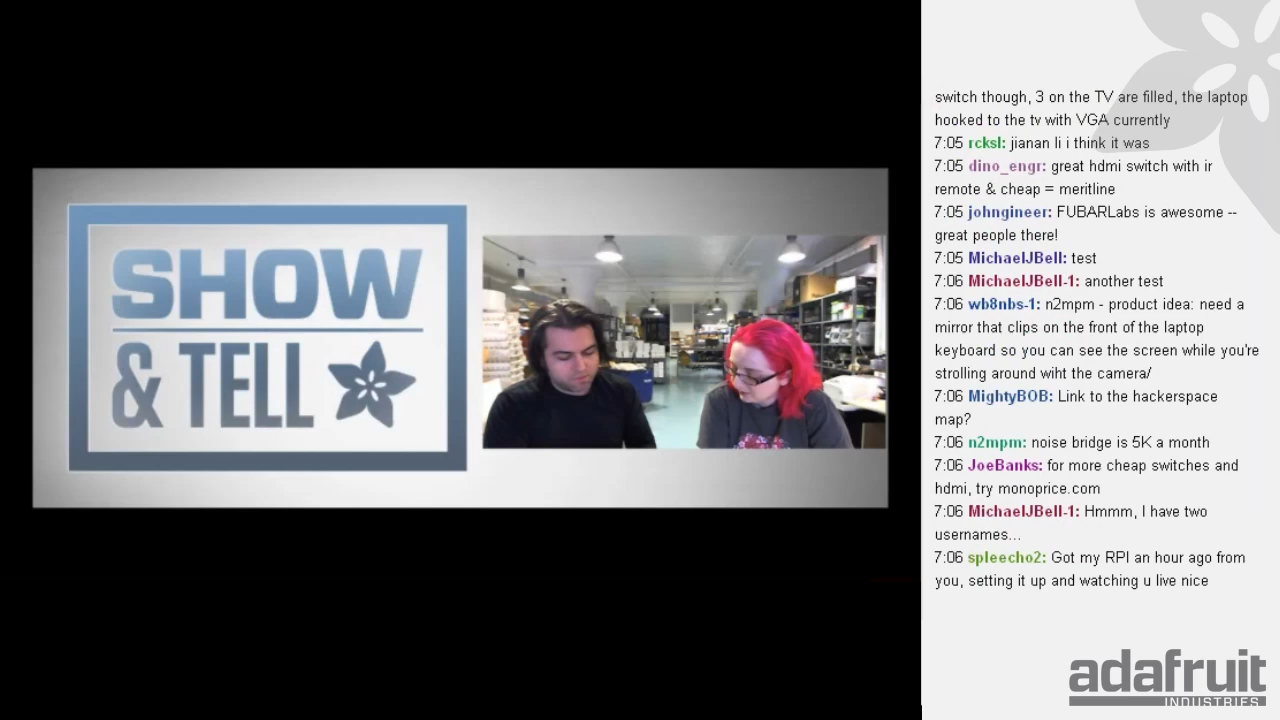 SHOW
& TELL
switch though, 3 on the TV are filled, the laptop
hooked to the tv with VGA currently
7:05 rcksl: jianan li i think it was
7:05 dino_engr: great hdmi switch with ir
remote & cheap = meritline
7:05 johngineer: FUBARLabs is awesome --
great people there!
7:05 MichaelJBell: test
7:06 MichaelJBell-1: another test
7:06 wb8nbs-1: n2mpm - product idea: need a
mirror that clips on the front of the laptop
keyboard so you can see the screen while you're
strolling around wiht the camera/
7:06 MightyBOB: Link to the hackerspace
map?
7:06 n2mpm: noise bridge is 5K a month
7:06 JoeBanks: for more cheap switches and
hdmi, try monoprice.com
7:06 MichaelJBell-1: Hmmm, I have two
usernames...
7:06 spleecho2: Got my RPI an hour ago from
you, setting it up and watching u live nice
adafruit
INDUSTRIES